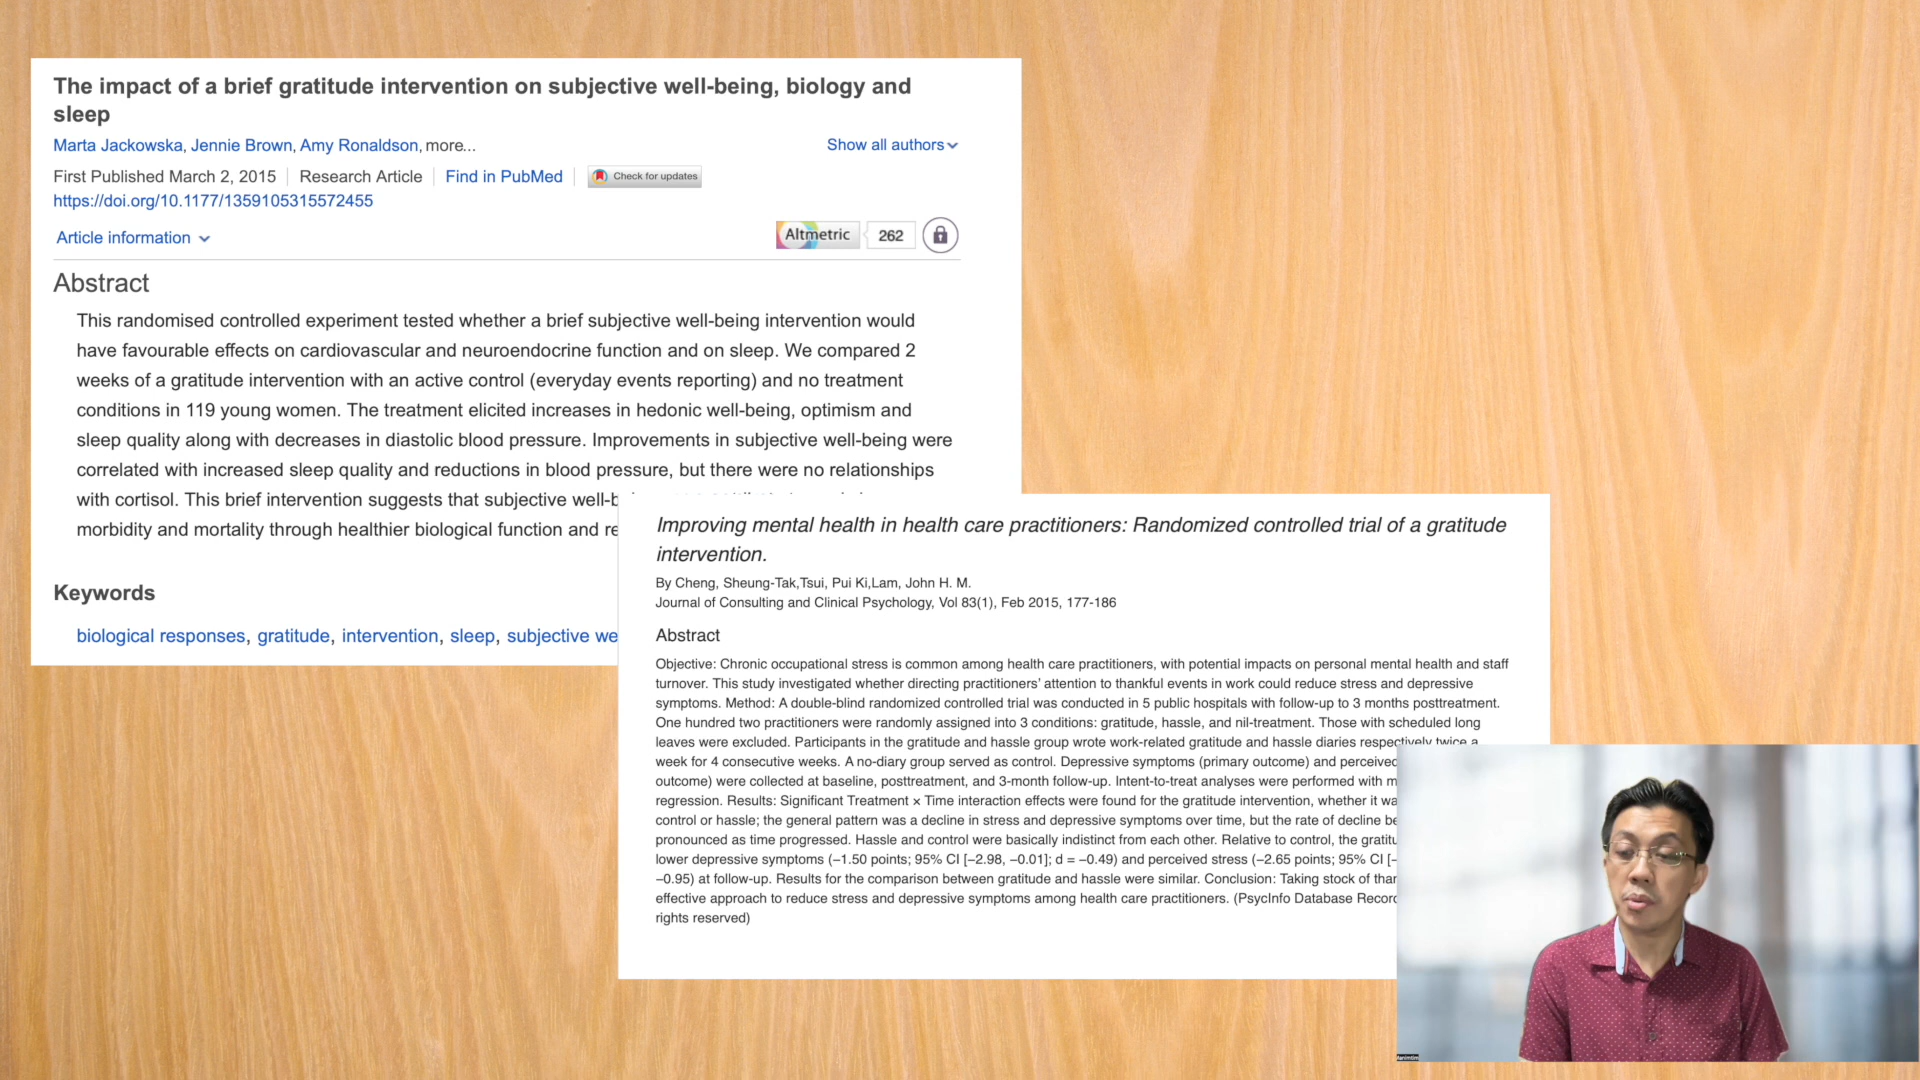 The impact of a brief gratitude intervention on subjective well-being, biology and
sleep
Marta Jackowska, Jennie Brown, Amy Ronaldson, more...
Show all authors
First Published March 2, 2015 Research Article Find in PubMed Check for updates
https://doi.org/10.1177/1359105315572455
Article information
Altmetric 262
Abstract
This randomised controlled experiment tested whether a brief subjective well-being intervention would
have favourable effects on cardiovascular and neuroendocrine function and on sleep. We compared 2
weeks of a gratitude intervention with an active control (everyday events reporting) and no treatment
conditions in 119 young women. The treatment elicited increases in hedonic well-being, optimism and
sleep quality along with decreases in diastolic blood pressure. Improvements in subjective well-being were
correlated with increased sleep quality and reductions in blood pressure, but there were no relationships
with cortisol. This brief intervention suggests that subjective well-b
morbidity and mortality through healthier biological function and re
Keywords
biological responses, gratitude, intervention, sleep, subjective we
Improving mental health in health care practitioners: Randomized controlled trial of a gratitude
intervention.
By Cheng, Sheung-Tak,Tsui, Pui Ki,Lam, John H. M.
Journal of Consulting and Clinical Psychology, Vol 83(1), Feb 2015, 177-186
Abstract
Objective: Chronic occupational stress is common among health care practitioners, with potential impacts on personal mental health and staff
turnover. This study investigated whether directing practitioners' attention to thankful events in work could reduce stress and depressive
symptoms. Method: A double-blind randomized controlled trial was conducted in 5 public hospitals with follow-up to 3 months posttreatment.
One hundred two practitioners were randomly assigned into 3 conditions: gratitude, hassle, and nil-treatment. Those with scheduled long
leaves were excluded. Participants in the gratitude and hassle group wrote work-related gratitude and hassle diaries respectively twice a
week for 4 consecutive weeks. A no-diary group served as control. Depressive symptoms (primary outcome) and perceived
outcome) were collected at baseline, posttreatment, and 3-month follow-up. Intent-to-treat analyses were performed with m
regression. Results: Significant Treatment × Time interaction effects were found for the gratitude intervention, whether it wa
control or hassle; the general pattern was a decline in stress and depressive symptoms over time, but the rate of decline be
pronounced as time progressed. Hassle and control were basically indistinct from each other. Relative to control, the gratitu
lower depressive symptoms (−1.50 points; 95% CI [−2.98, −0.01]; d = −0.49) and perceived stress (−2.65 points; 95% CI [−
−0.95) at follow-up. Results for the comparison between gratitude and hassle were similar. Conclusion: Taking stock of than
effective approach to reduce stress and depressive symptoms among health care practitioners. (PsycInfo Database Record
rights reserved)